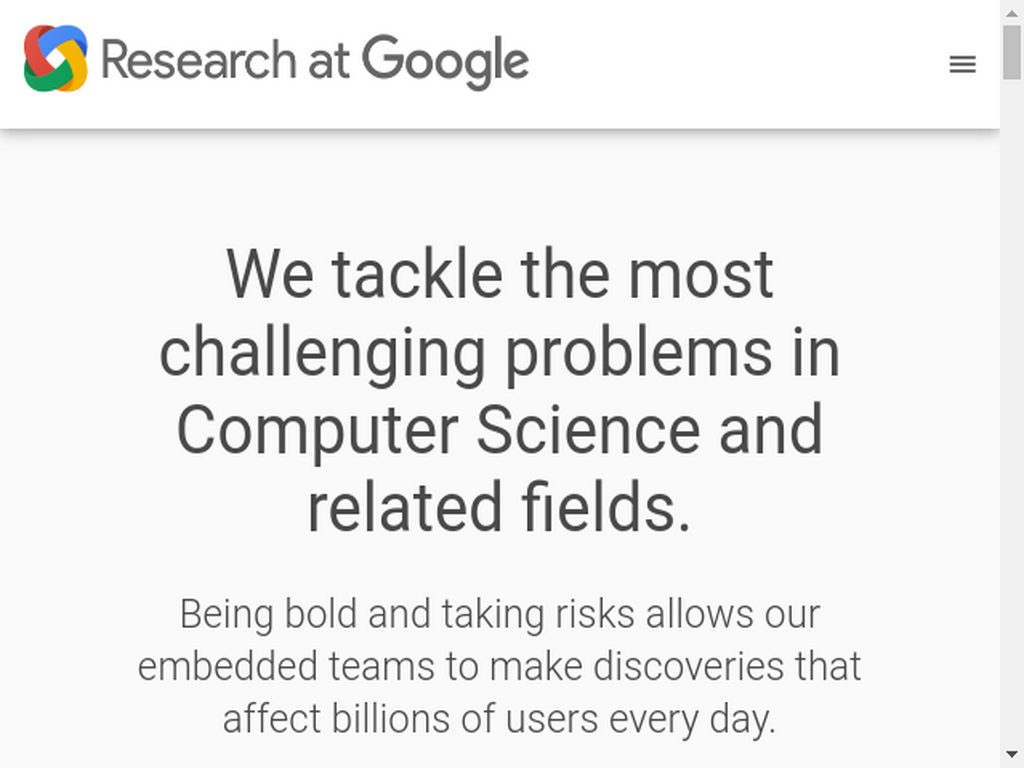 Research at Google
We tackle the most
challenging problems in
Computer Science and
related fields.
Being bold and taking risks allows our
embedded teams to make discoveries that
affect billions of users every day.